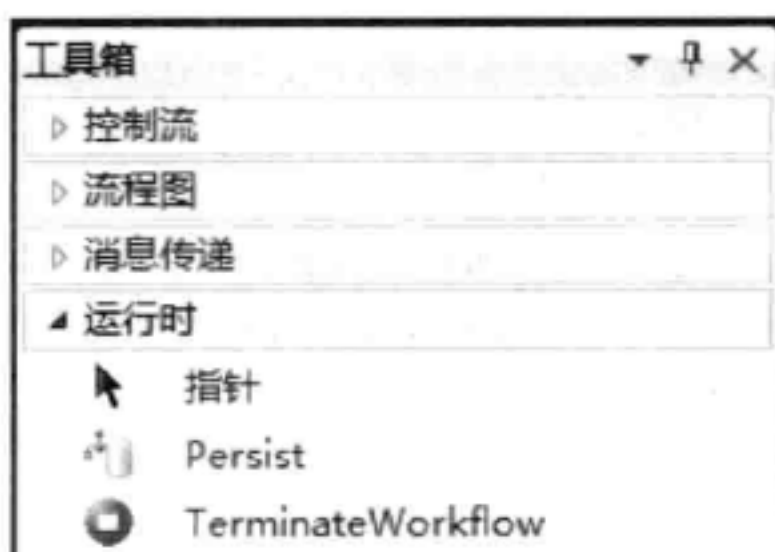 工具箱
控制流
流程图
消息传递
运行时
指针
Persist
TerminateWorkflow